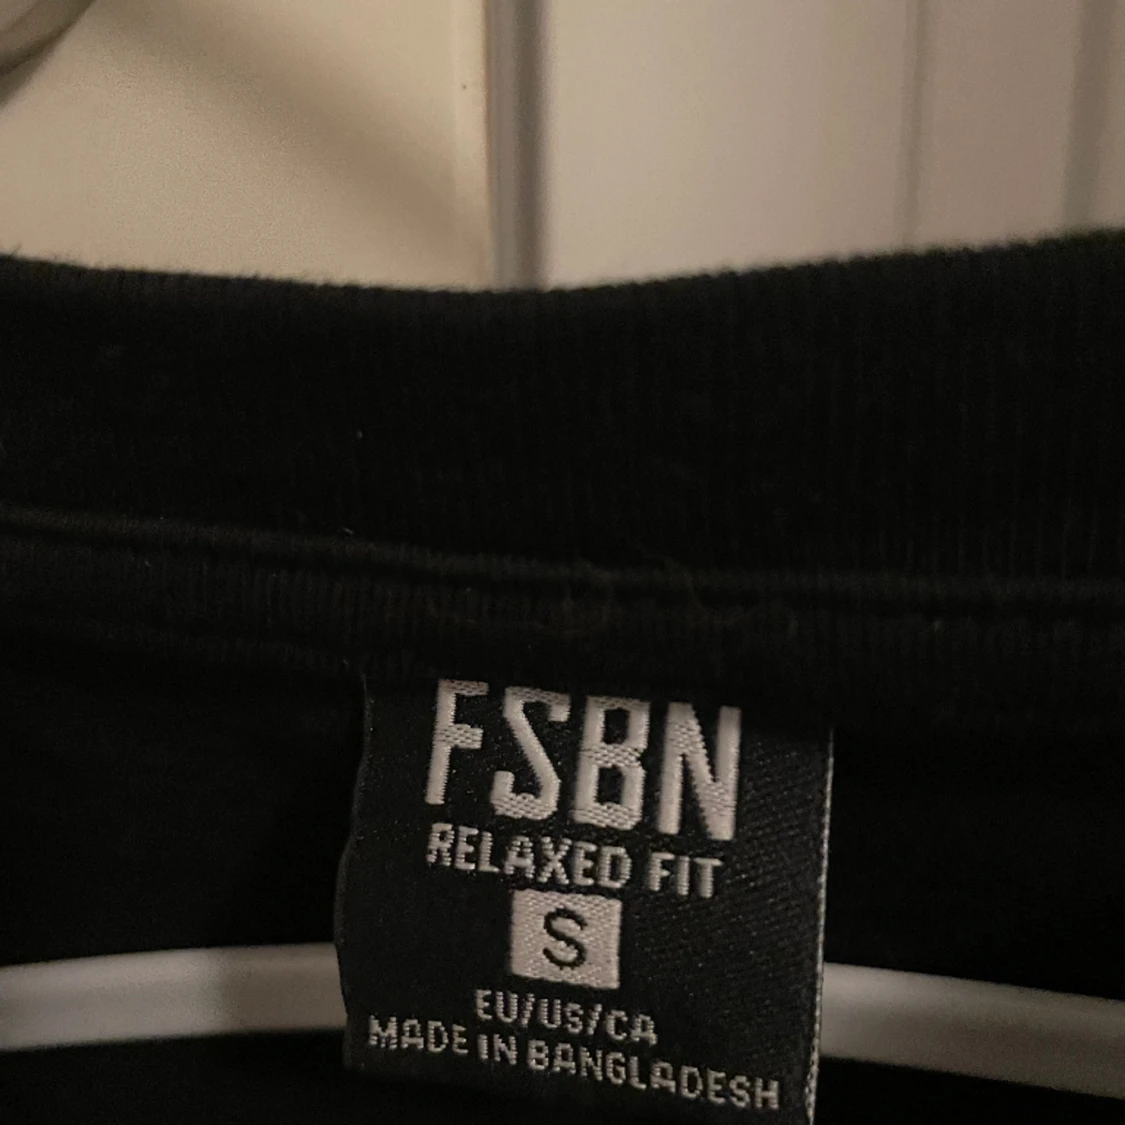 FSBN
RELAXED FIT
S
EU/US/CA
MADE IN BANGLADESH